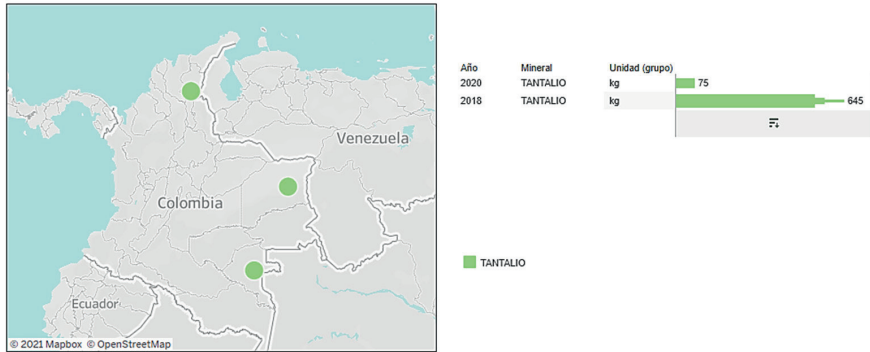 Venezuela
Colombia
Ecuador
© 2021 Mapbox © OpenStreetMap
Año Mineral Unidad (grupo)
2020 TANTALIO kg 75
2018 TANTALIO kg 645
TANTALIO